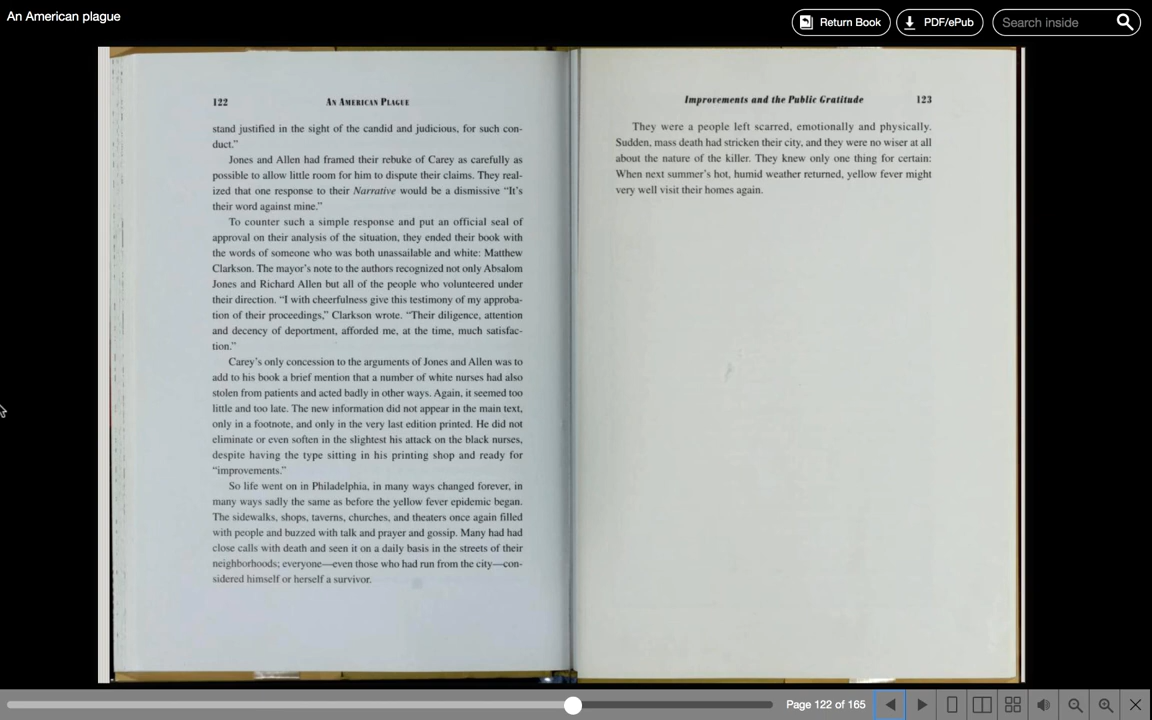 An American plague
Return Book
PDF/ePub
Search inside
122
AN AMERICAN PLAGUE
stand justified in the sight of the candid and judicious, for such con-
duct."
Jones and Allen had framed their rebuke of Carey as carefully as
possible to allow little room for him to dispute their claims. They real-
ized that one response to their Narrative would be a dismissive "It's
their word against mine."
To counter such a simple response and put an official seal of
approval on their analysis of the situation, they ended their book with
the words of someone who was both unassailable and white: Matthew
Clarkson. The mayor's note to the authors recognized not only Absalom
Jones and Richard Allen but all of the people who volunteered under
their direction. "I with cheerfulness give this testimony of my approba-
tion of their proceedings," Clarkson wrote. "Their diligence, attention
and decency of deportment, afforded me, at the time, much satisfac-
tion."
Carey's only concession to the arguments of Jones and Allen was to
add to his book a brief mention that a number of white nurses had also
stolen from patients and acted badly in other ways. Again, it seemed too
little and too late. The new information did not appear in the main text,
only in a footnote, and only in the very last edition printed. He did not
eliminate or even soften in the slightest his attack on the black nurses,
despite having the type sitting in his printing shop and ready for
"improvements."
So life went on in Philadelphia, in many ways changed forever, in
many ways sadly the same as before the yellow fever epidemic began.
The sidewalks, shops, taverns, churches, and theaters once again filled
with people and buzzed with talk and prayer and gossip. Many had had
close calls with death and seen it on a daily basis in the streets of their
neighborhoods; everyone—even those who had run from the city—con-
sidered himself or herself a survivor.
Improvements and the Public Gratitude
123
They were a people left scarred, emotionally and physically.
Sudden, mass death had stricken their city, and they were no wiser at all
about the nature of the killer. They knew only one thing for certain:
When next summer's hot, humid weather returned, yellow fever might
very well visit their homes again.
Page 122 of 165